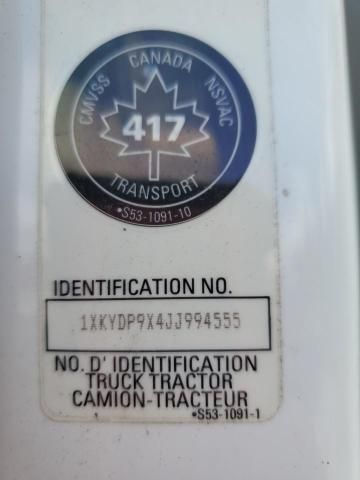 CMVSS CANADA NSVAC
417
TRANSPORT
•S53-1091-10
IDENTIFICATION NO.
1XKYDP9X4JJ994555
NO. D' IDENTIFICATION
TRUCK TRACTOR
CAMION-TRACTEUR
•S53-1091-1